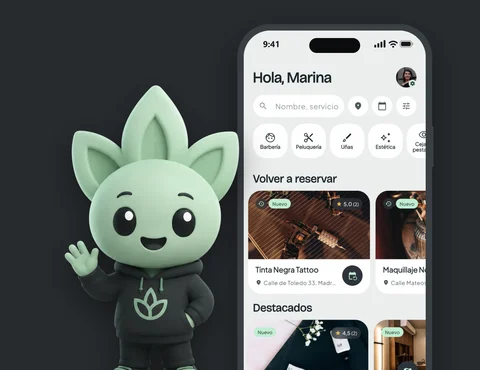 9:41
Hola, Marina
Nombre, servicio
Barbería
Peluquería
Uñas
Estética
Volver a reservar
Nuevo
5,0 (2)
Nuevo
Tinta Negra Tattoo
Calle de Toledo 33, Madr...
Maquillaje
Calle Mateo
Destacados
Nuevo
4,5 (2)
Nuevo